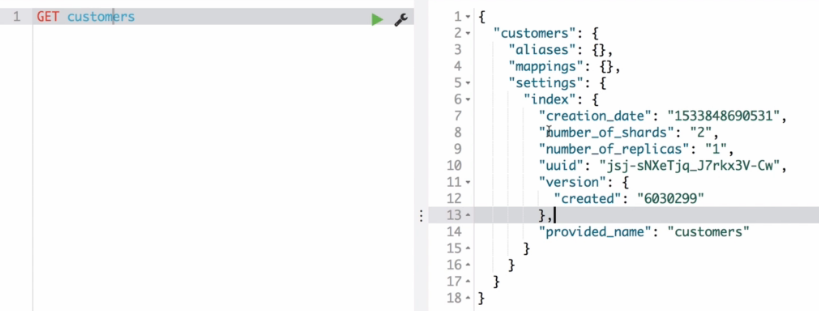 1 GET customers
1 {
2 "customers": {
3 "aliases": {},
4 "mappings": {},
5 "settings": {
6 "index": {
7 "creation_date": "1533848690531",
8 "number_of_shards": "2",
9 "number_of_replicas": "1",
10 "uuid": "jsj-sNXeTjq_J7rkx3V-Cw",
11 "version": {
12 "created": "6030299"
13 },
14 "provided_name": "customers"
15 }
16 }
17 }
18 }